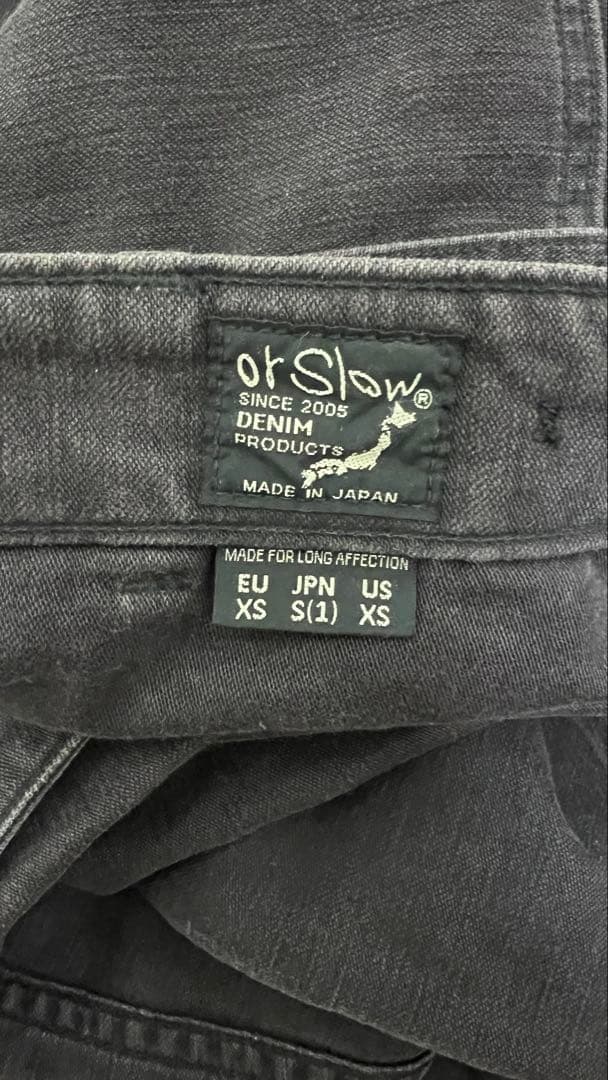 orSlow®
SINCE 2005
DENIM
PRODUCTS
MADE IN JAPAN
MADE FOR LONG AFFECTION
EU JPN US
XS S(1) XS